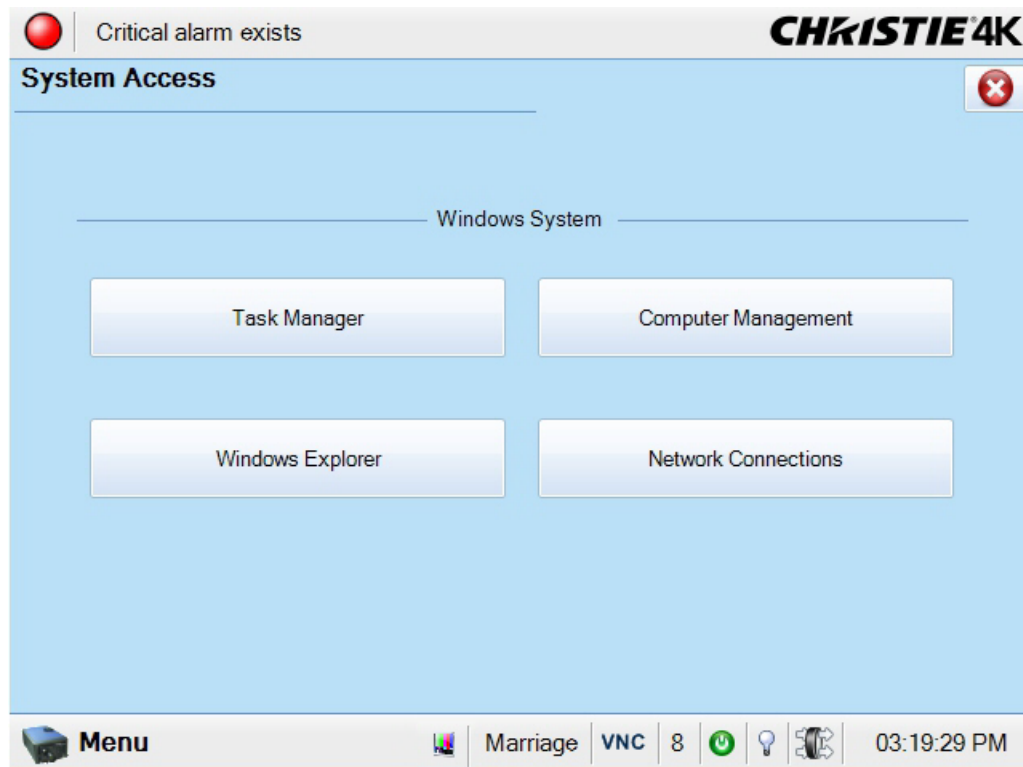 Critical alarm exists
CHRISTIE 4K
System Access
Windows System
Task Manager
Computer Management
Windows Explorer
Network Connections
Menu
Marriage
VNC
8
03:19:29 PM